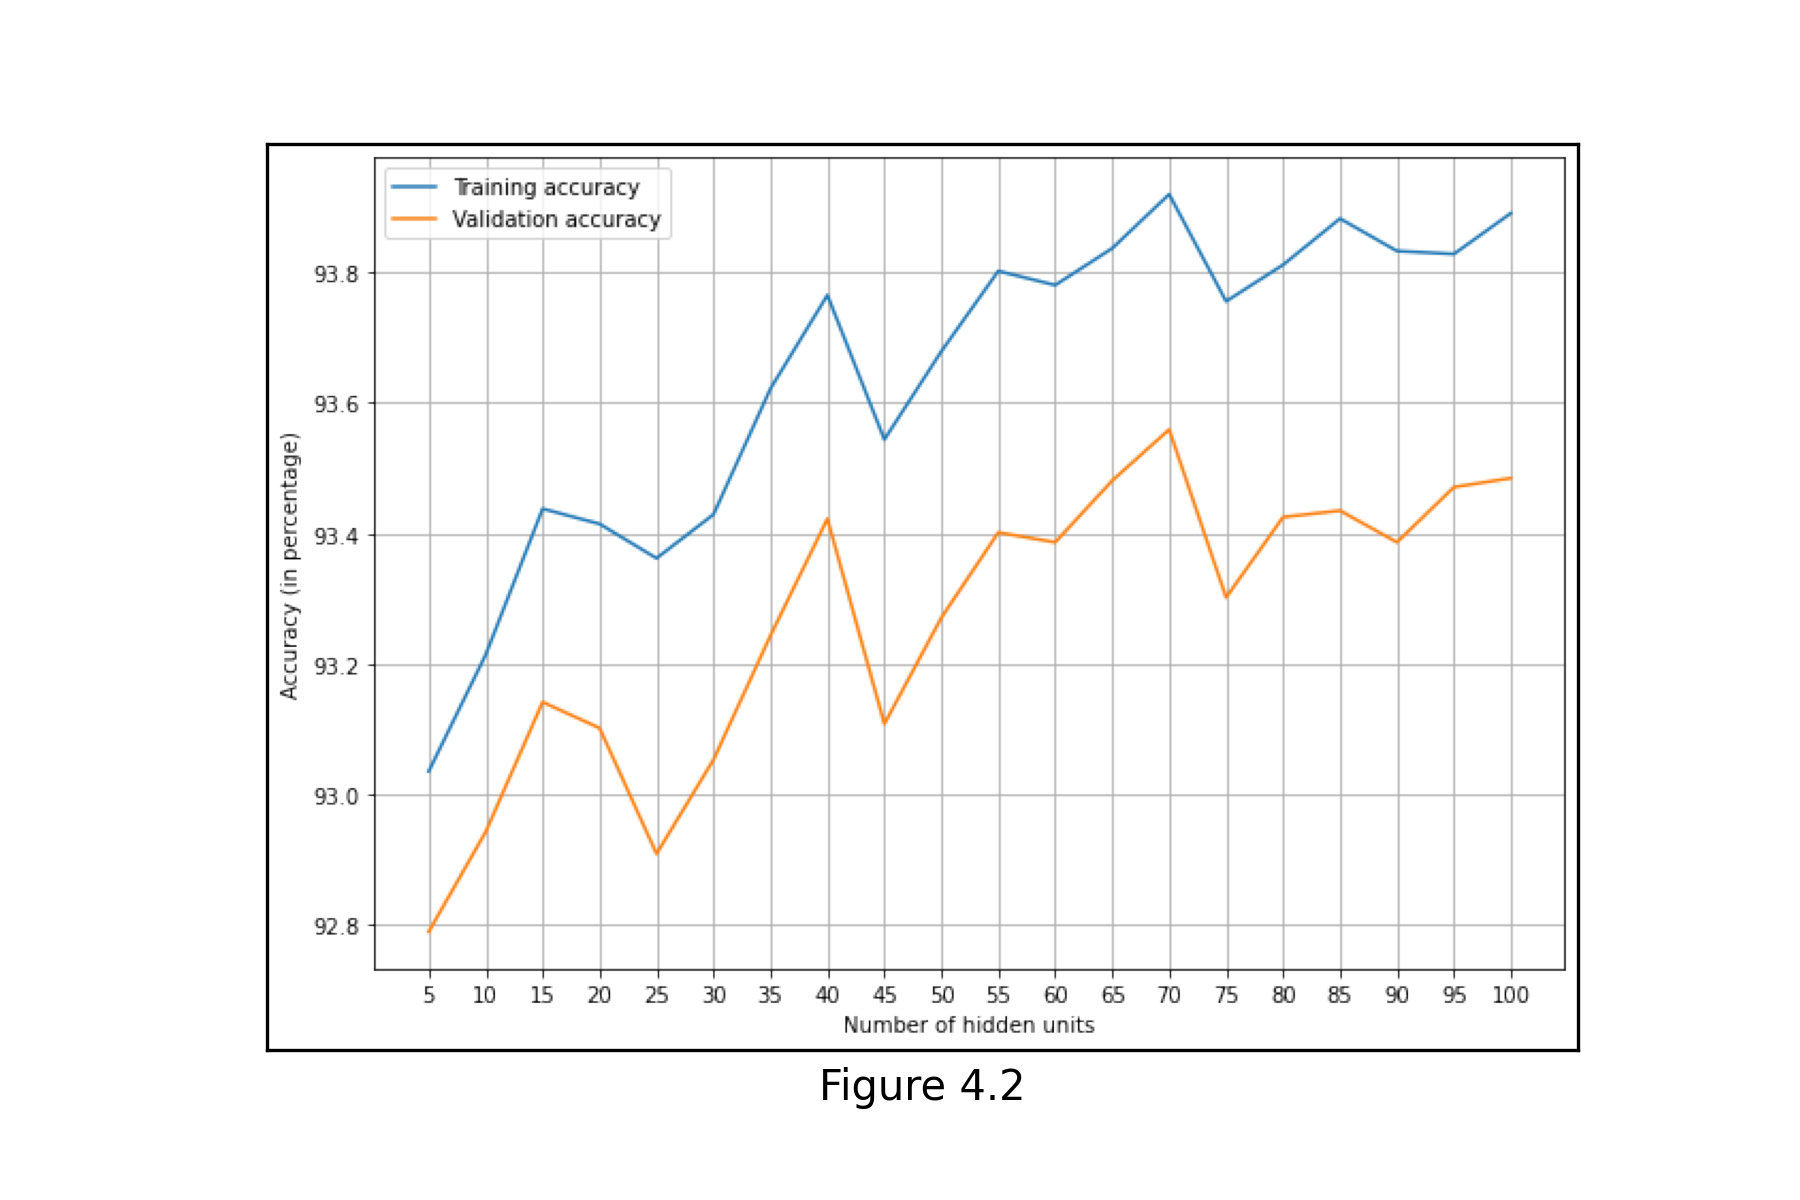 Training accuracy
Validation accuracy
93.8
93.6
93.4
93.2
93.0
92.8
Accuracy (in percentage)
5 10 15 20 25 30 35 40 45 50 55 60 65 70 75 80 85 90 95 100
Number of hidden units
Figure 4.2